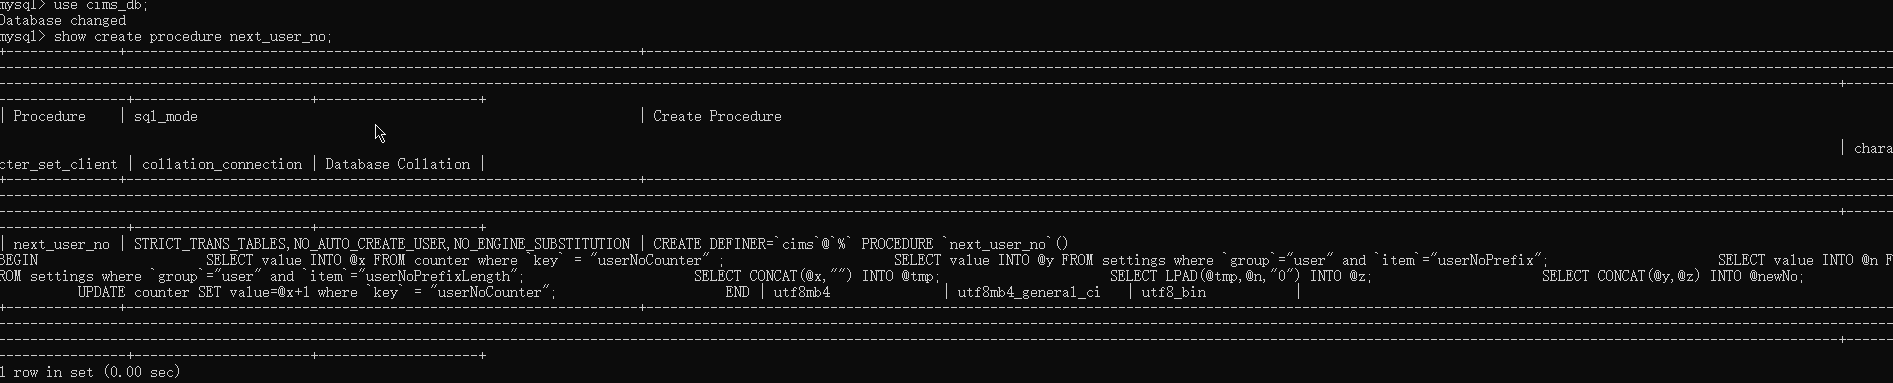 mysql> use cims_db;
Database changed
mysql> show create procedure next_user_no;
| Procedure | sql_mode | Create Procedure
| chara
cter_set_client | collation_connection | Database Collation |
| next_user_no | STRICT_TRANS_TABLES,NO_AUTO_CREATE_USER,NO_ENGINE_SUBSTITUTION | CREATE DEFINER=`cims`@`%` PROCEDURE `next_user_no`()
BEGIN SELECT value INTO @x FROM counter where `key` = "userNoCounter" ; SELECT value INTO @y FROM settings where `group`="user" and `item`="userNoPrefix"; SELECT value INTO @n F
ROM settings where `group`="user" and `item`="userNoPrefixLength"; SELECT CONCAT(@x,"") INTO @tmp; SELECT LPAD(@tmp,@n,"0") INTO @z; SELECT CONCAT(@y,@z) INTO @newNo;
UPDATE counter SET value=@x+1 where `key` = "userNoCounter"; END | utf8mb4 | utf8mb4_general_ci | utf8_bin |
1 row in set (0.00 sec)